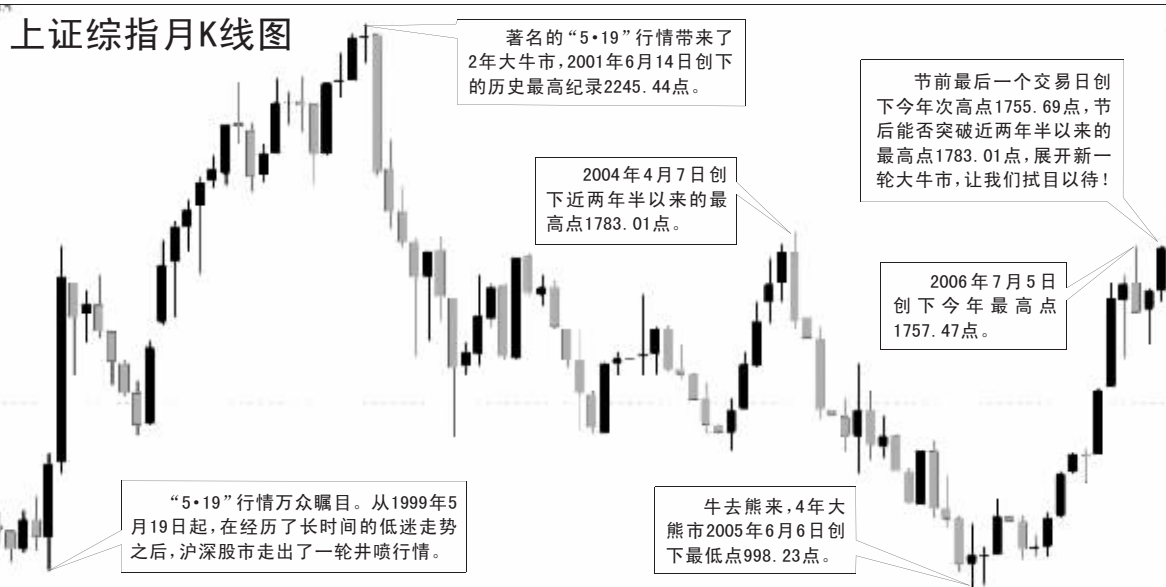 上证综指月K线图
著名的“5·19”行情带来了
2年大牛市,2001年6月14日创下
的历史最高纪录2245.44点。
节前最后一个交易日创
下今年次高点1755.69点,节
后能否突破近两年半以来的
最高点1783.01点,展开新一
轮大牛市,让我们拭目以待!
2004年4月7日创
下近两年半以来的最
高点1783.01点。
2006年7月5日
创下今年最高点
1757.47点。
“5·19”行情万众瞩目。从1999年5
月19日起,在经历了长时间的低迷走势
之后,沪深股市走出了一轮井喷行情。
牛去熊来,4年大
熊市2005年6月6日创
下最低点998.23点。